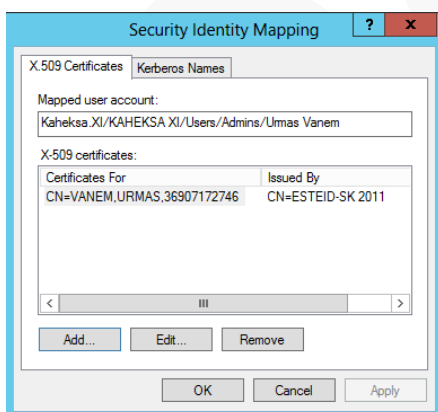 Security Identity Mapping ? x
X.509 Certificates Kerberos Names
Mapped user account:
Kaheksa.XI/KAHEKSA XI/Users/Admins/Urmas Vanem
X-509 certificates:
Certificates For Issued By
CN=VANEM,URMAS,36907172746 CN=ESTEID-SK 2011
Add... Edit... Remove
OK Cancel Apply